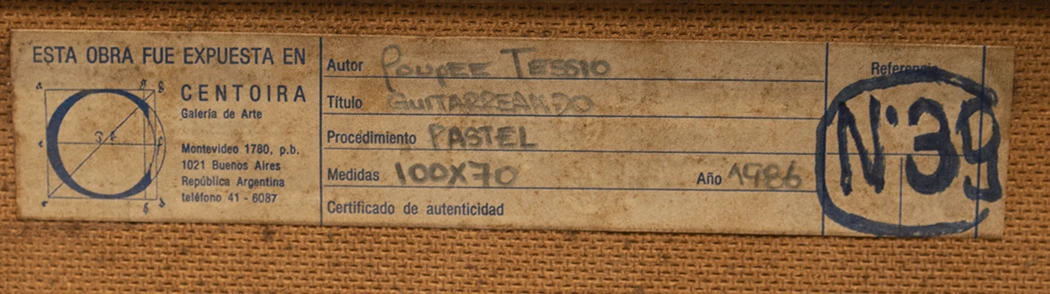 ESTA OBRA FUE EXPUESTA EN
CENTOIRA
Galería de Arte
Montevideo 1780, p.b.
1021 Buenos Aires
República Argentina
teléfono 41 - 6087
Autor POUPEE TESSIO
Título GUITARREANDO
Procedimiento PASTEL
Medidas 100X70 Año 1986
Certificado de autenticidad
Referencia
Nº39